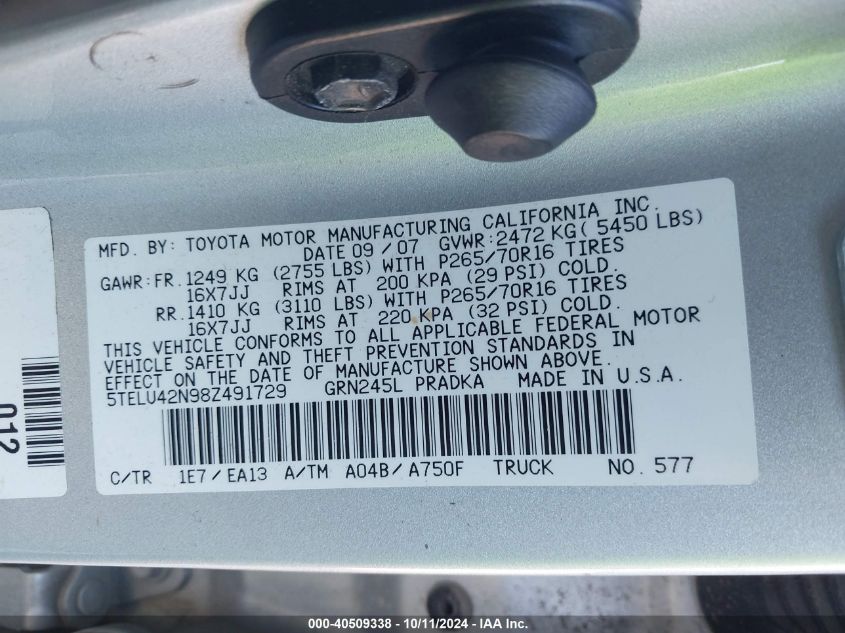 MFD. BY: TOYOTA MOTOR MANUFACTURING CALIFORNIA INC.
DATE 09 / 07 GVWR: 2472 KG ( 5450 LBS)
GAWR: FR. 1249 KG (2755 LBS) WITH P265/70R16 TIRES
16X7JJ RIMS AT 200 KPA (29 PSI) COLD.
RR. 1410 KG (3110 LBS) WITH P265/70R16 TIRES
16X7JJ RIMS AT 220 KPA (32 PSI) COLD.
THIS VEHICLE CONFORMS TO ALL APPLICABLE FEDERAL MOTOR
VEHICLE SAFETY AND THEFT PREVENTION STANDARDS IN
EFFECT ON THE DATE OF MANUFACTURE SHOWN ABOVE.
5TELU42N98Z491729 GRN245L PRADKA MADE IN U.S.A.
C/TR 1E7 / EA13 A/TM A04B / A750F TRUCK NO. 577
012
000-40509338 - 10/11/2024 - IAA Inc.